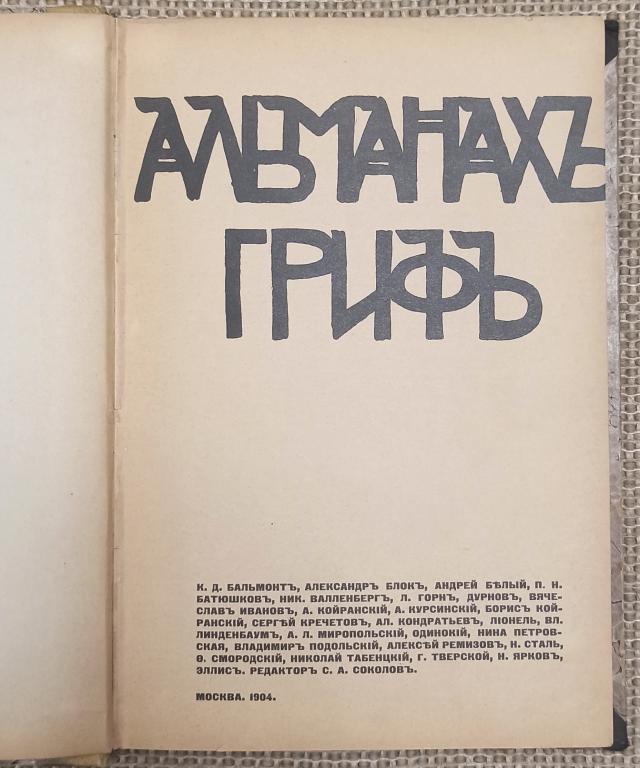 АЛЬМАНАХЪ
ГРИФЪ
К. Д. БАЛЬМОНТЪ, АЛЕКСАНДРЪ БЛОК, АНДРЕЙ БѢЛЫЙ, П. Н.
БАТЮШКОВЪ, НИК. ВАЛЛЕНБЕРГЪ, Л. ГОРНЪ, ДУРНОВЪ, ВЯЧЕ-
СЛАВЪ ИВАНОВЪ, А. КОЙРАНСКІЙ, А. КУРСИНСКІЙ, БОРИСЪ КОЙ-
РАНСКІЙ, СЕРГѢЙ КРЕЧЕТОВЪ, АЛ. КОНДРАТЬЕВЪ, ЛІОНЕЛЬ, ВЛ.
ЛИНДЕНБАУМЪ, А. Л. МИРОПОЛЬСКІЙ, ОДИНОКІЙ, НИНА ПЕТРОВ-
СКАЯ, ВЛАДИМИРЪ ПОДОЛЬСКІЙ, АЛЕКСѢЙ РЕМИЗОВЪ, Н. СТАЛЬ,
Ѳ. СМОРОДСКІЙ, НИКОЛАЙ ТАБЕНЦКІЙ, Г. ТВЕРСКОЙ, Н. ЯРКОВЪ,
ЭЛЛИСЪ. РЕДАКТОРЪ С. А. СОКОЛОВЪ.
МОСКВА. 1904.